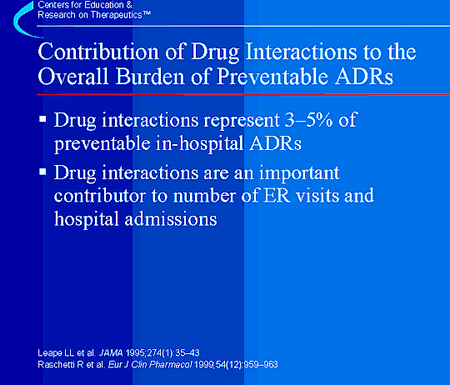 Centers for Education &
Research on Therapeutics™
Contribution of Drug Interactions to the
Overall Burden of Preventable ADRs
▪ Drug interactions represent 3–5% of
preventable in-hospital ADRs
▪ Drug interactions are an important
contributor to number of ER visits and
hospital admissions
Leape LL et al. JAMA 1995;274(1):35–43
Raschetti R et al. Eur J Clin Pharmacol 1999;54(12):959–963